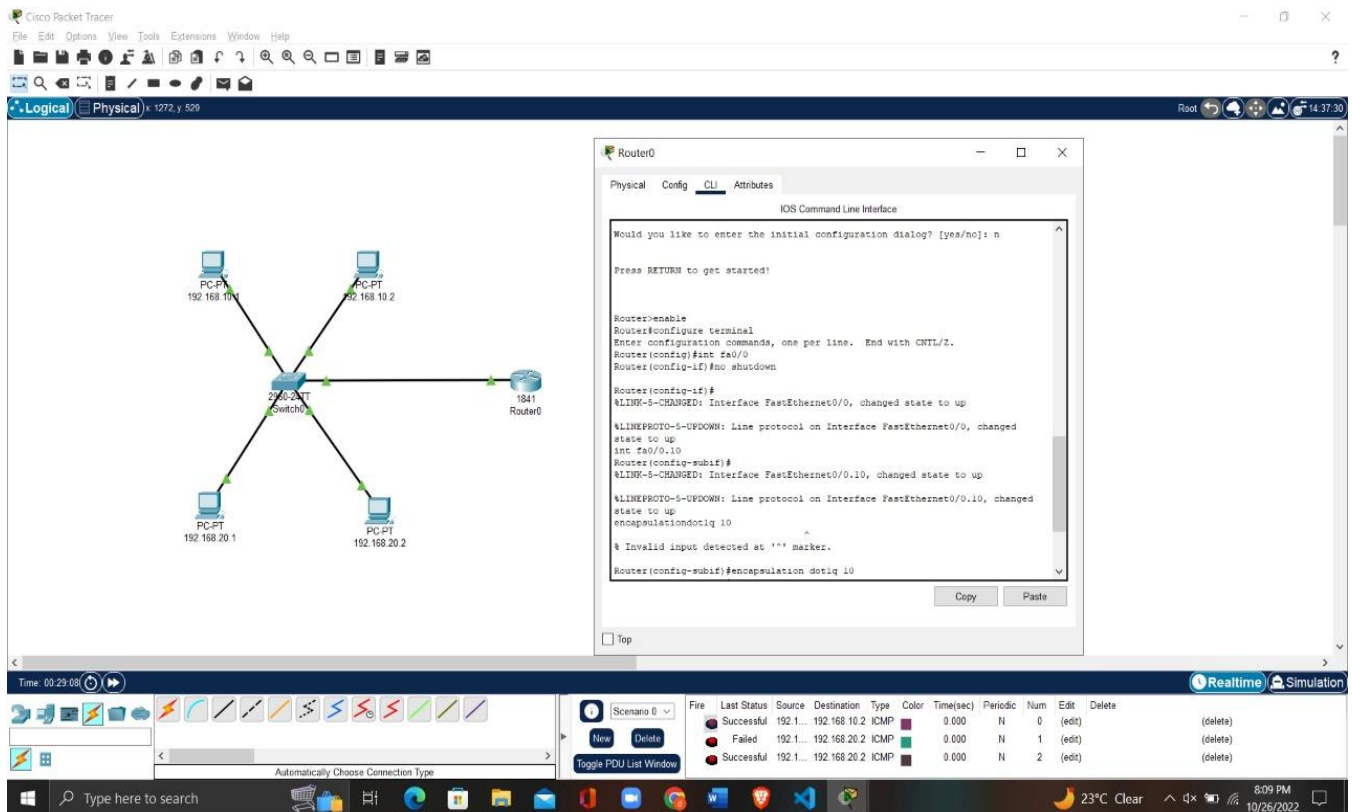 Cisco Packet Tracer
File Edit Options View Tools Extensions Window Help
?
Logical Physical x: 1272, y: 529
Root 14:37:30
Router0
Physical Config CLI Attributes
IOS Command Line Interface
Would you like to enter the initial configuration dialog? [yes/no]: n
Press RETURN to get started!
Router>enable
Router#configure terminal
Enter configuration commands, one per line. End with CNTL/Z.
Router(config)#int fa0/0
Router(config-if)#no shutdown
Router(config-if)#
%LINK-5-CHANGED: Interface FastEthernet0/0, changed state to up
%LINEPROTO-5-UPDOWN: Line protocol on Interface FastEthernet0/0, changed
state to up
int fa0/0.10
Router(config-subif)#
%LINK-5-CHANGED: Interface FastEthernet0/0.10, changed state to up
%LINEPROTO-5-UPDOWN: Line protocol on Interface FastEthernet0/0.10, changed
state to up
encapsulationdot1q 10
^
% Invalid input detected at '^' marker.
Router(config-subif)#encapsulation dot1q 10
Copy Paste
Top
PC-PT
192.168.10.1
PC-PT
192.168.10.2
2960-24TT
Switch0
1841
Router0
PC-PT
192.168.20.1
PC-PT
192.168.20.2
Time: 00:29:08
Realtime Simulation
Scenario 0
New Delete
Toggle PDU List Window
Fire Last Status Source Destination Type Color Time(sec) Periodic Num Edit Delete
Successful 192.1... 192.168.10.2 ICMP 0.000 N 0 (edit) (delete)
Failed 192.1... 192.168.20.2 ICMP 0.000 N 1 (edit) (delete)
Successful 192.1... 192.168.20.2 ICMP 0.000 N 2 (edit) (delete)
Automatically Choose Connection Type
Type here to search
23°C Clear
8:09 PM
10/26/2022